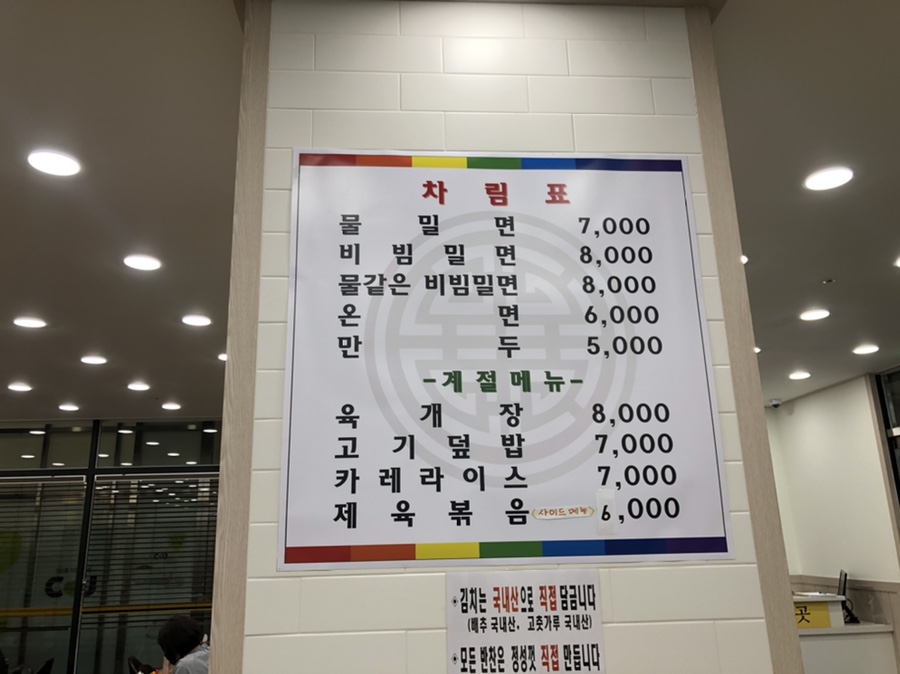 차림표
물밀면 7,000
비빔밀면 8,000
물같은 비빔밀면 8,000
온면 6,000
만두 5,000
-계절메뉴-
육개장 8,000
고기덮밥 7,000
카레라이스 7,000
제육볶음 (사이드메뉴) 6,000
김치는 국내산으로 직접 담급니다
(배추 국내산, 고춧가루 국내산)
모든 반찬은 정성껏 직접 만듭니다
CU
곳